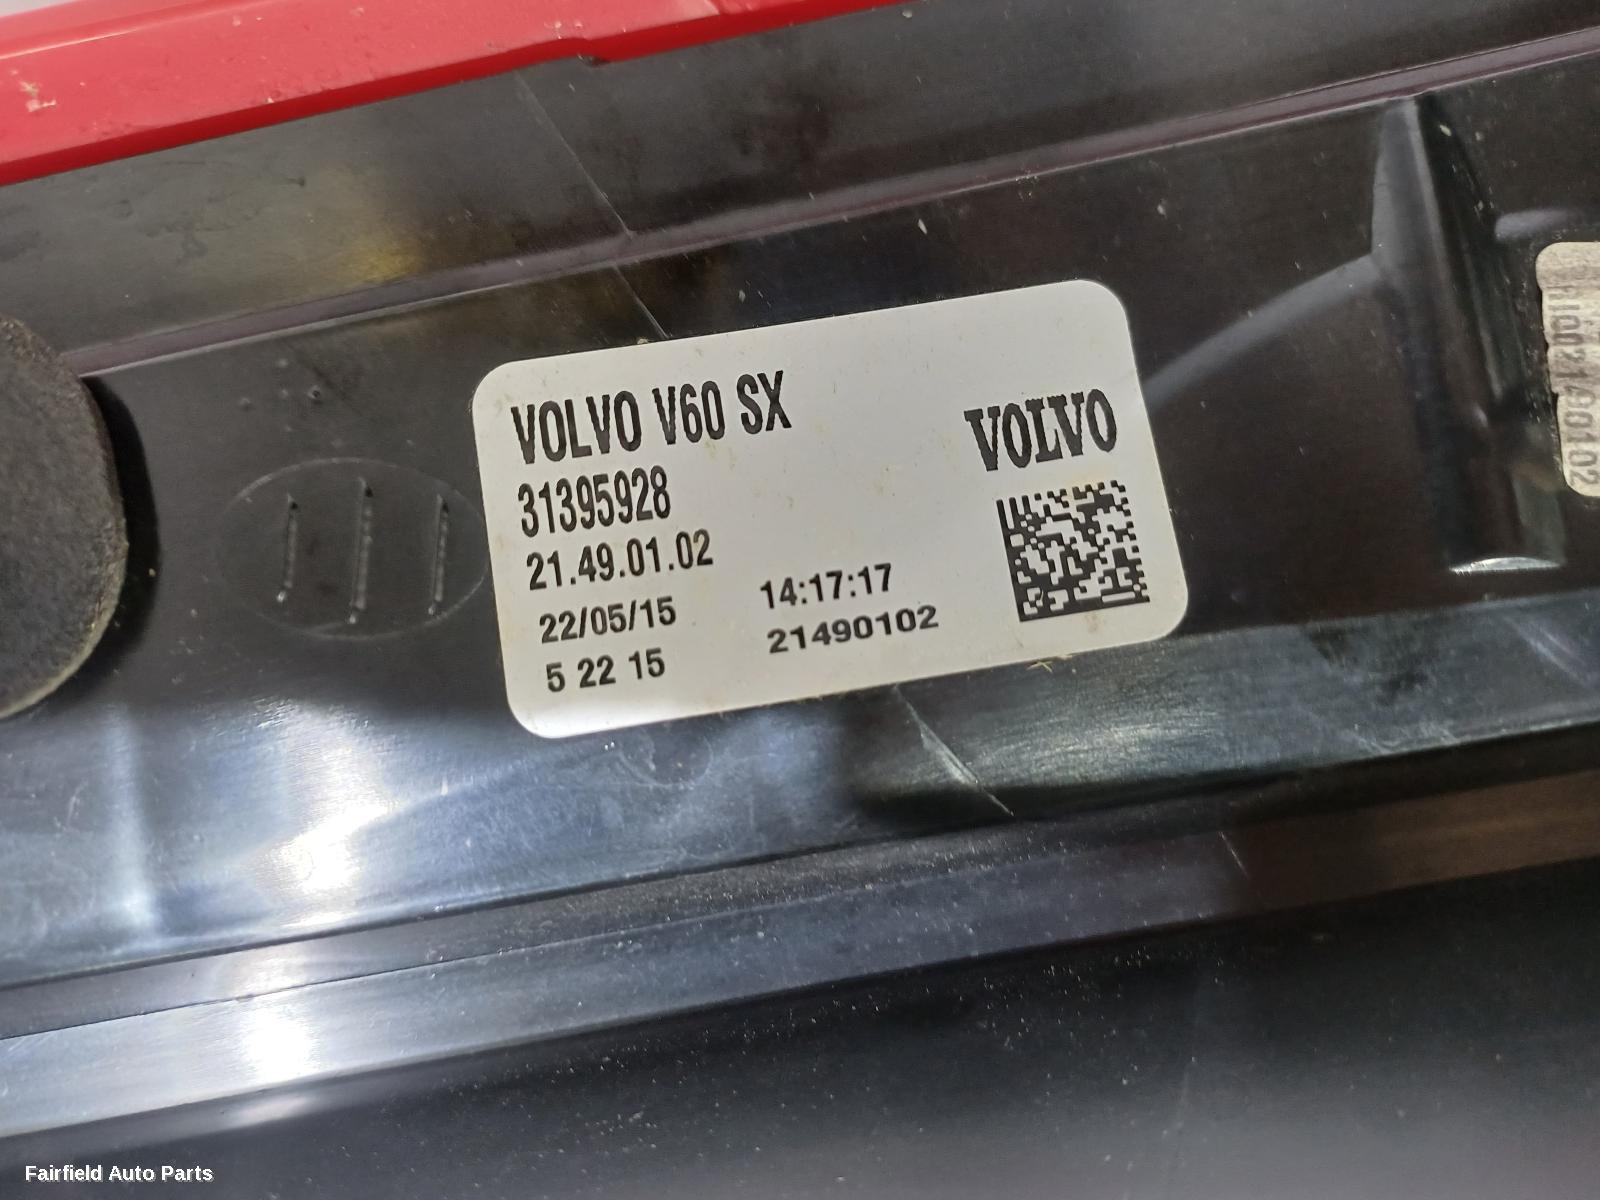 VOLVO V60 SX
31395928
21.49.01.02
22/05/15
5 22 15
14:17:17
21490102
VOLVO
21490102
Fairfield Auto Parts